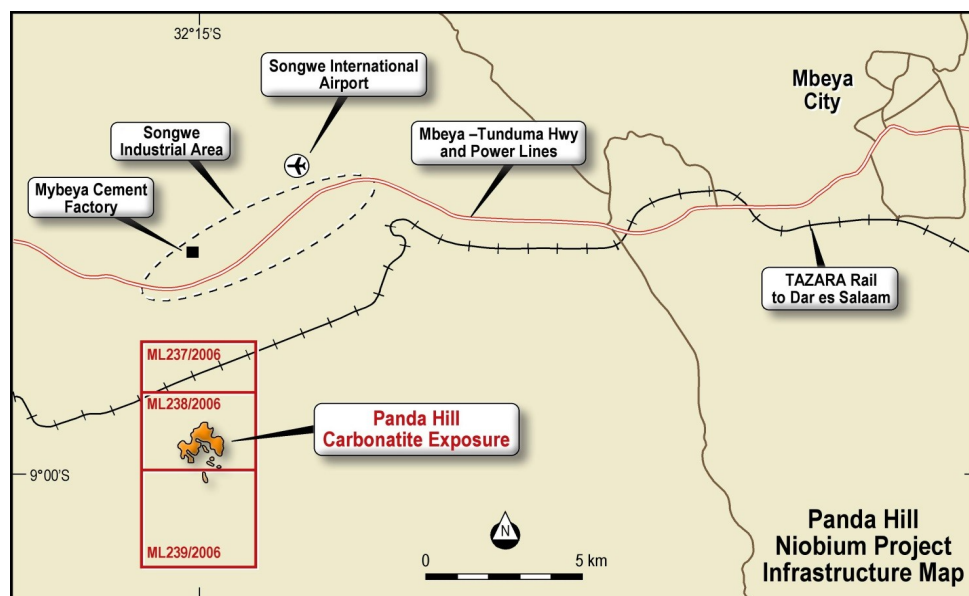 32°15'S
Songwe International
Airport
Mbeya
City
Songwe
Industrial Area
Mbeya –Tunduma Hwy
and Power Lines
Mybeya Cement
Factory
TAZARA Rail
to Dar es Salaam
ML237/2006
ML238/2006
Panda Hill
Carbonatite Exposure
9°00'S
ML239/2006
N
0
5 km
Panda Hill
Niobium Project
Infrastructure Map